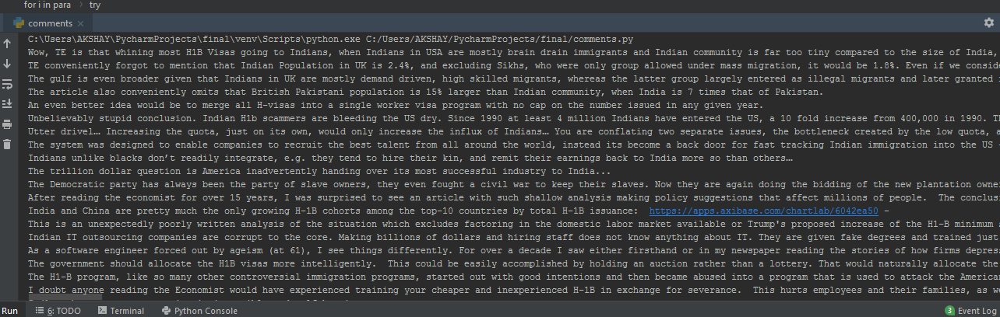 for i in para › try
comments ×
C:\Users\AKSHAY\PycharmProjects\final\venv\Scripts\python.exe C:/Users/AKSHAY/PycharmProjects/final/comments.py
Wow, TE is that whining most H1B Visas going to Indians, when Indians in USA are mostly brain drain immigrants and Indian community is far too tiny compared to the size of India,
TE conveniently forgot to mention that Indian Population in UK is 2.4%, and excluding Sikhs, who were only group allowed under mass migration, it would be 1.8%. Even if we conside
The gulf is even broader given that Indians in UK are mostly demand driven, high skilled migrants, whereas the latter group largely entered as illegal migrants and later granted
The article also conveniently omits that British Pakistani population is 15% larger than Indian community, when India is 7 times that of Pakistan.
An even better idea would be to merge all H-visas into a single worker visa program with no cap on the number issued in any given year.
Unbelievably stupid conclusion. Indian H1b scammers are bleeding the US dry. Since 1990 at least 4 million Indians have entered the US, a 10 fold increase from 400,000 in 1990. Th
Utter drivel… Increasing the quota, just on its own, would only increase the influx of Indians… You are conflating two separate issues, the bottleneck created by the low quota, a
The system was designed to enable companies to recruit the best talent from all around the world, instead its become a back door for fast tracking Indian immigration into the US
Indians unlike blacks don’t readily integrate, e.g. they tend to hire their kin, and remit their earnings back to India more so than others…
The trillion dollar question is America inadvertently handing over its most successful industry to India...
The Democratic party has always been the party of slave owners, they even fought a civil war to keep their slaves. Now they are again doing the bidding of the new plantation owne
After reading the economist for over 15 years, I was surprised to see an article with such shallow analysis making policy suggestions that affect millions of people.  The conclus
India and China are pretty much the only growing H-1B cohorts among the top-10 countries by total H-1B issuance:  https://apps.axibase.com/chartlab/6042ea50 –
This is an unexpectedly poorly written analysis of the situation which excludes factoring in the domestic labor market available or Trump's proposed increase of the H1-B minimum s
Indian IT outsourcing companies are corrupt to the core. Making billions of dollars and hiring staff does not know anything about IT. They are given fake degrees and trained just
As a software engineer forced out by ageism (at 61), I see things differently. For over a decade I saw either firsthand or in my newspaper reading the stories of how firms depres
The government should allocate the H1B visas more intelligently.  This could be easily accomplished by holding an auction rather than a lottery. That would naturally allocate the
The H1-B program, like so many other controversial immigration programs, started out with good intentions and then became abused into a program that is used to attack the American
I doubt anyone reading the Economist would have experienced training your cheaper and inexperienced H-1B in exchange for severance.  This hurts employees and their families, as we
Run 6: TODO Terminal Python Console 3 Event Log